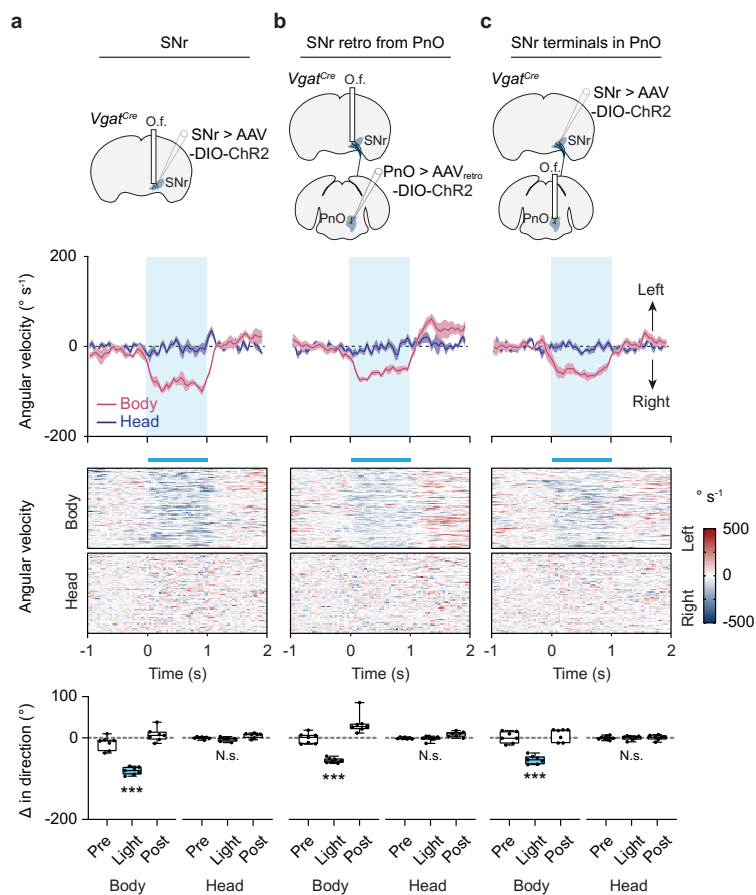 a
b
c
SNr
SNr retro from PnO
SNr terminals in PnO
Vgat^Cre
O.f.
SNr > AAV
-DIO-ChR2
SNr
Vgat^Cre
O.f.
SNr
PnO > AAV_retro
-DIO-ChR2
PnO
Vgat^Cre
SNr > AAV
-DIO-ChR2
SNr
O.f.
PnO
Angular velocity (° s⁻¹)
200
0
-200
Body
Head
Left
Right
Angular velocity
Body
Head
° s⁻¹
Left
Right
500
0
-500
-1 0 1 2
-1 0 1 2
-1 0 1 2
Time (s)
Time (s)
Time (s)
Δ in direction (°)
100
0
-200
***
N.s.
***
N.s.
***
N.s.
Pre Light Post Pre Light Post
Pre Light Post Pre Light Post
Pre Light Post Pre Light Post
Body Head
Body Head
Body Head